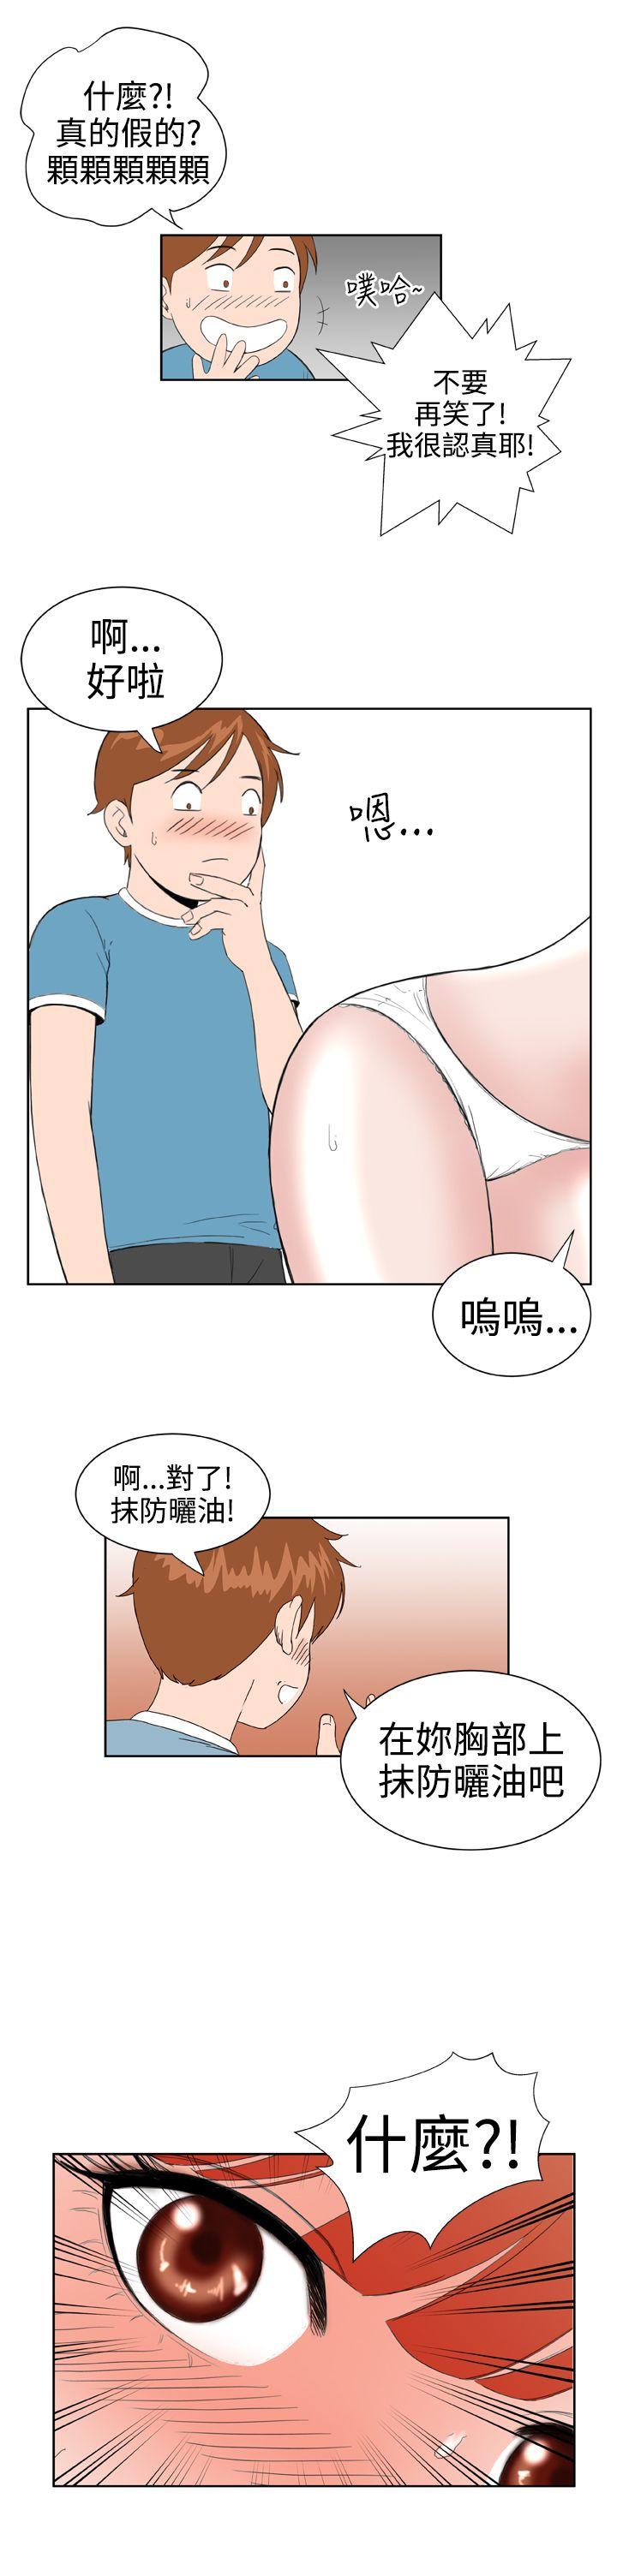 什麼?!
真的假的?
顆顆顆顆顆
噗哈~
不要
再笑了!
我很認真耶!
啊...
好啦
嗯...
嗚嗚...
啊...對了!
抹防曬油!
在妳胸部上
抹防曬油吧
什麼?!